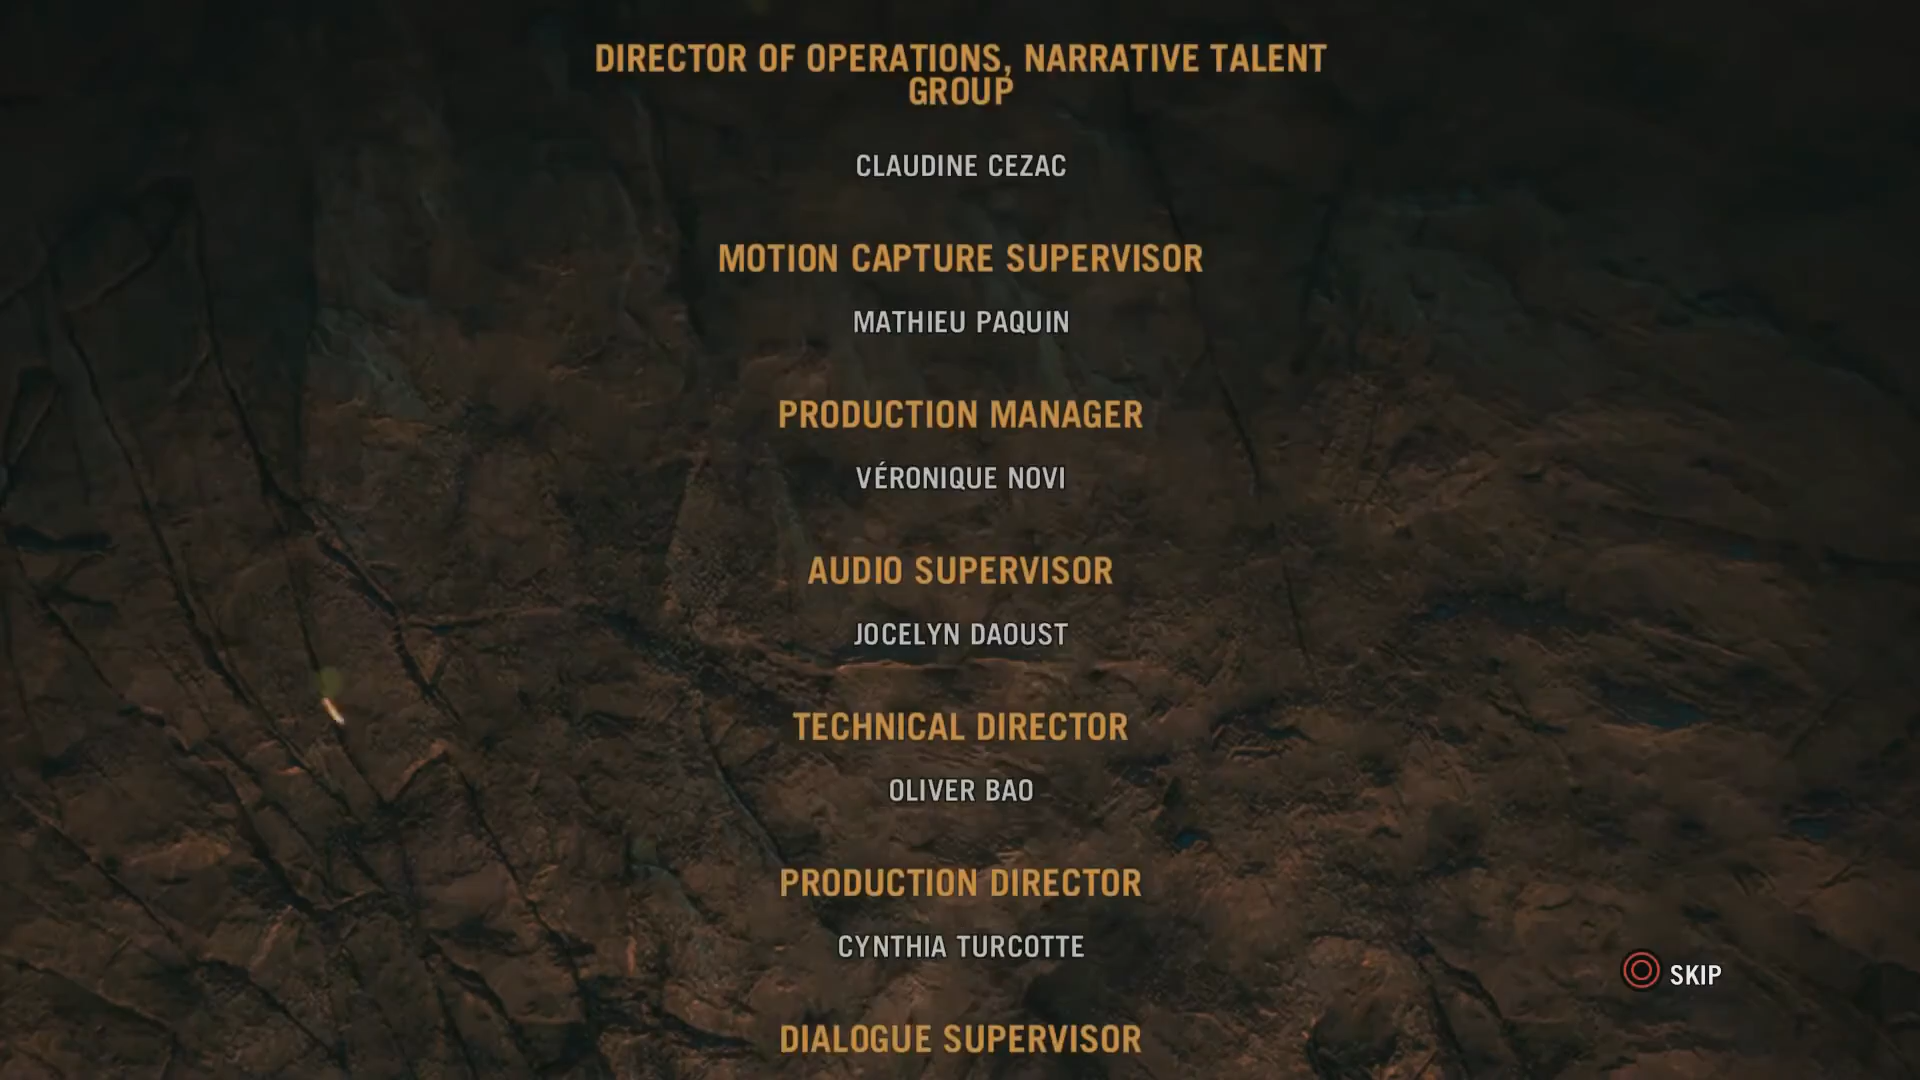 DIRECTOR OF OPERATIONS, NARRATIVE TALENT
GROUP
CLAUDINE CEZAC
MOTION CAPTURE SUPERVISOR
MATHIEU PAQUIN
PRODUCTION MANAGER
VÉRONIQUE NOVI
AUDIO SUPERVISOR
JOCELYN DAOUST
TECHNICAL DIRECTOR
OLIVER BAO
PRODUCTION DIRECTOR
CYNTHIA TURCOTTE
SKIP
DIALOGUE SUPERVISOR